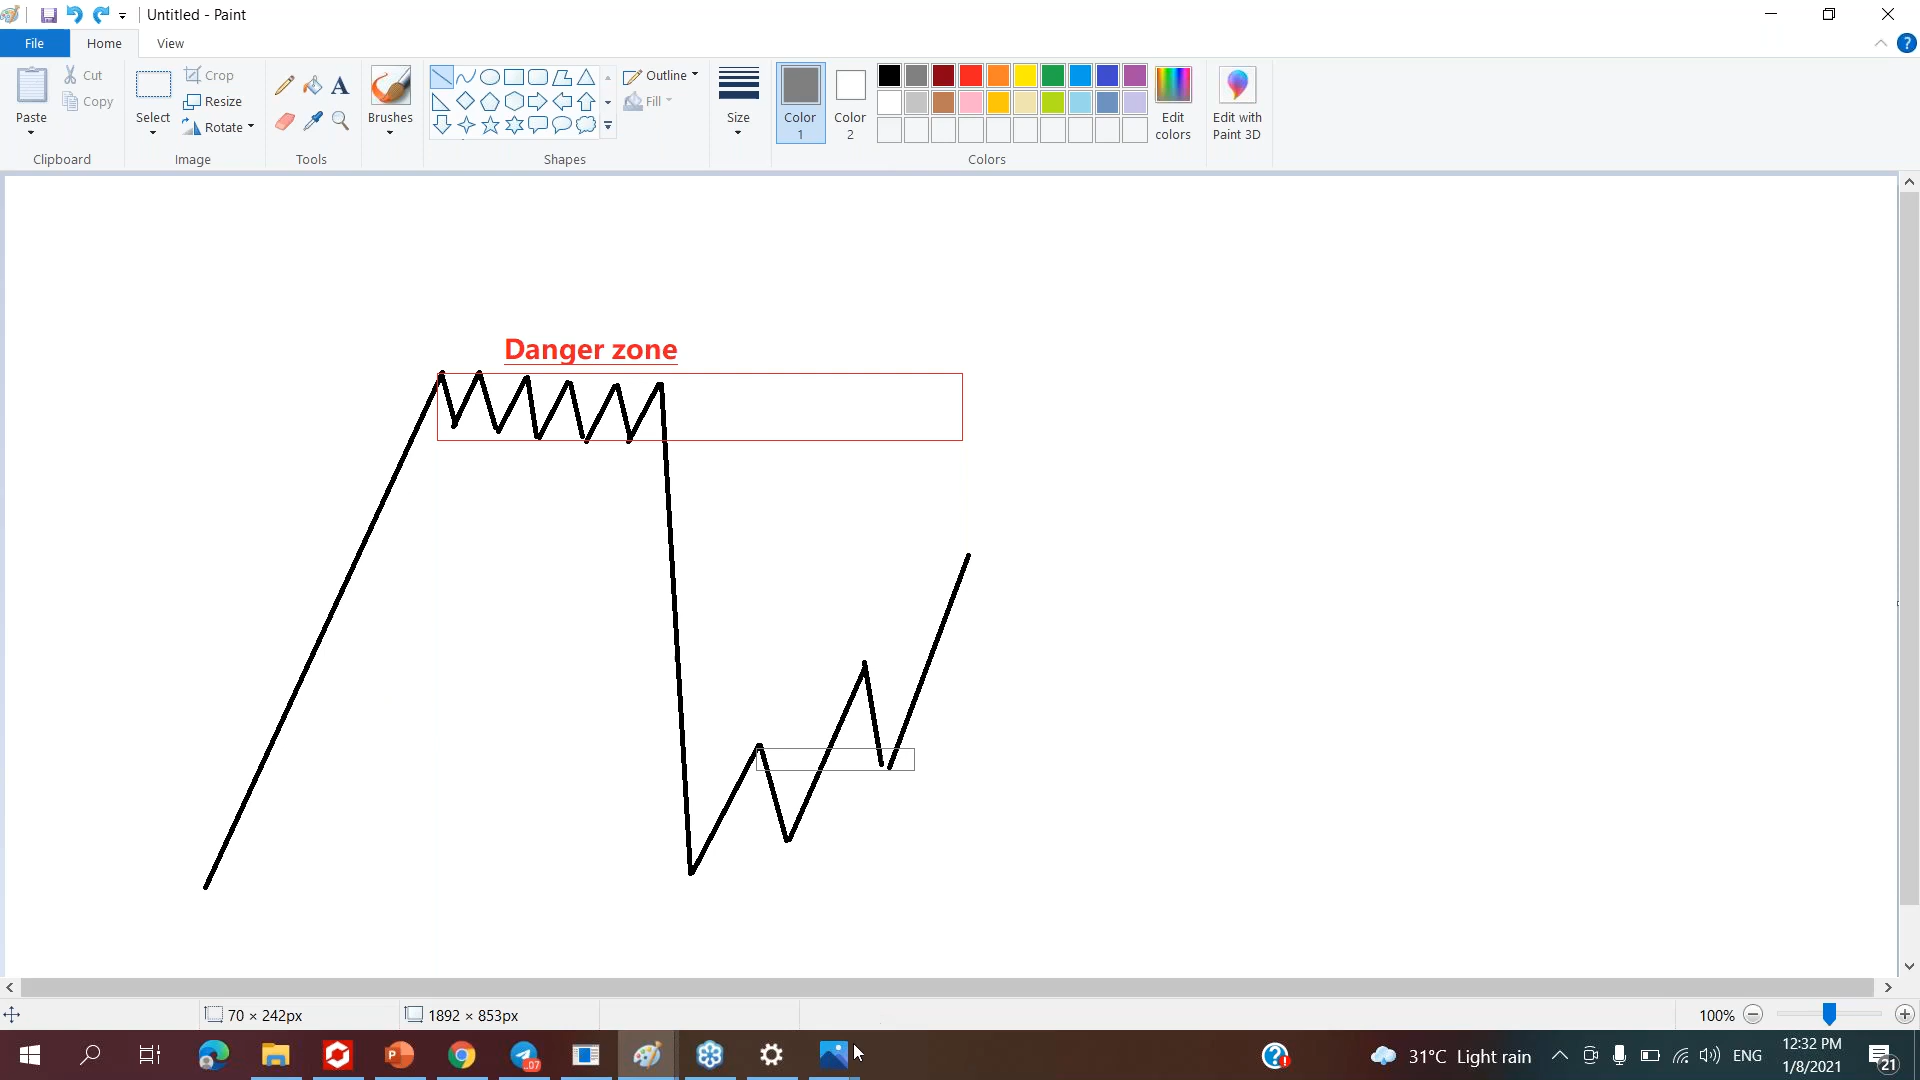 Untitled - Paint
File
Home
View
Paste
Cut
Copy
Clipboard
Select
Crop
Resize
Rotate
Image
Tools
Brushes
Outline
Fill
Shapes
Size
Color
1
Color
2
Edit
colors
Colors
Edit with
Paint 3D
Danger zone
70 × 242px
1892 × 853px
100%
.07
31°C Light rain
ENG
12:32 PM
1/8/2021
21